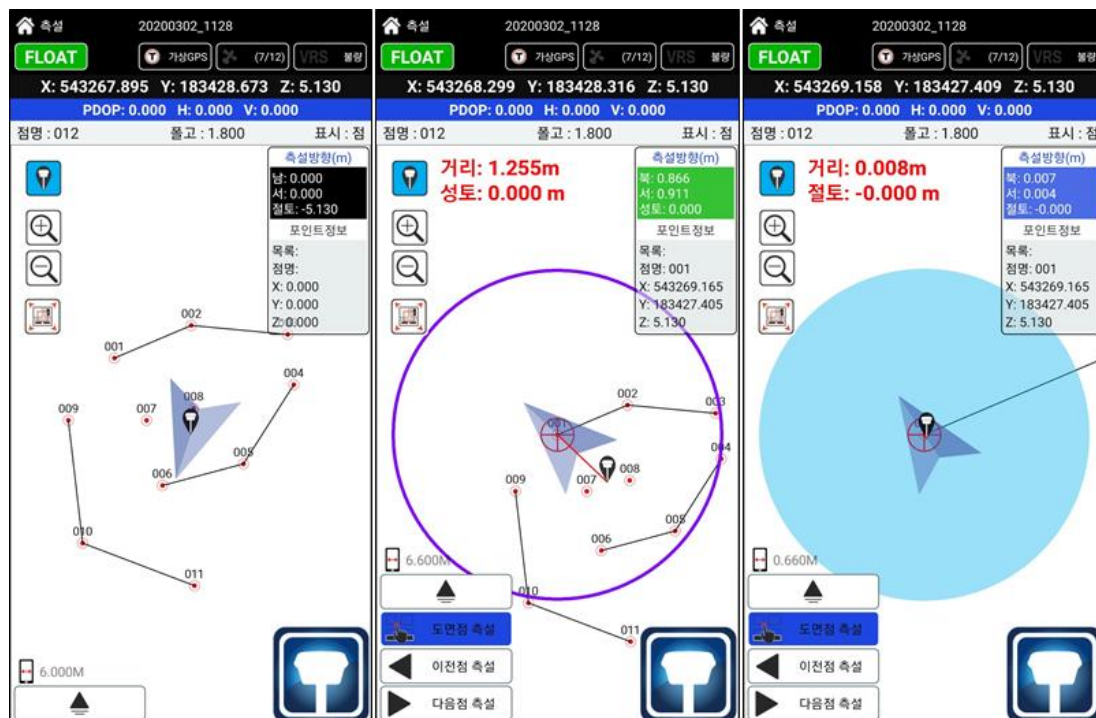 측설 20200302_1128
FLOAT 가상GPS (7/12) VRS 불량
X: 543267.895 Y: 183428.673 Z: 5.130
PDOP: 0.000 H: 0.000 V: 0.000
점명 : 012 폴고 : 1.800 표시 : 점
측설방향(m)
남: 0.000
서: 0.000
절토: -5.130
포인트정보
목록:
점명:
X: 0.000
Y: 0.000
Z: 0.000
002
001
004
008
009
007
005
006
010
011
6.000M
측설 20200302_1128
FLOAT 가상GPS (7/12) VRS 불량
X: 543268.299 Y: 183428.316 Z: 5.130
PDOP: 0.000 H: 0.000 V: 0.000
점명 : 012 폴고 : 1.800 표시 : 점
거리: 1.255m
성토: 0.000 m
측설방향(m)
북: 0.866
서: 0.911
성토: 0.000
포인트정보
목록:
점명: 001
X: 543269.165
Y: 183427.405
Z: 5.130
002
003
001
004
008
009
007
005
006
6.600M
010
011
도면점 측설
이전점 측설
다음점 측설
측설 20200302_1128
FLOAT 가상GPS (7/12) VRS 불량
X: 543269.158 Y: 183427.409 Z: 5.130
PDOP: 0.000 H: 0.000 V: 0.000
점명 : 012 폴고 : 1.800 표시 : 점
거리: 0.008m
절토: -0.000 m
측설방향(m)
북: 0.007
서: 0.004
절토: -0.000
포인트정보
목록:
점명: 001
X: 543269.165
Y: 183427.405
Z: 5.130
0.660M
도면점 측설
이전점 측설
다음점 측설